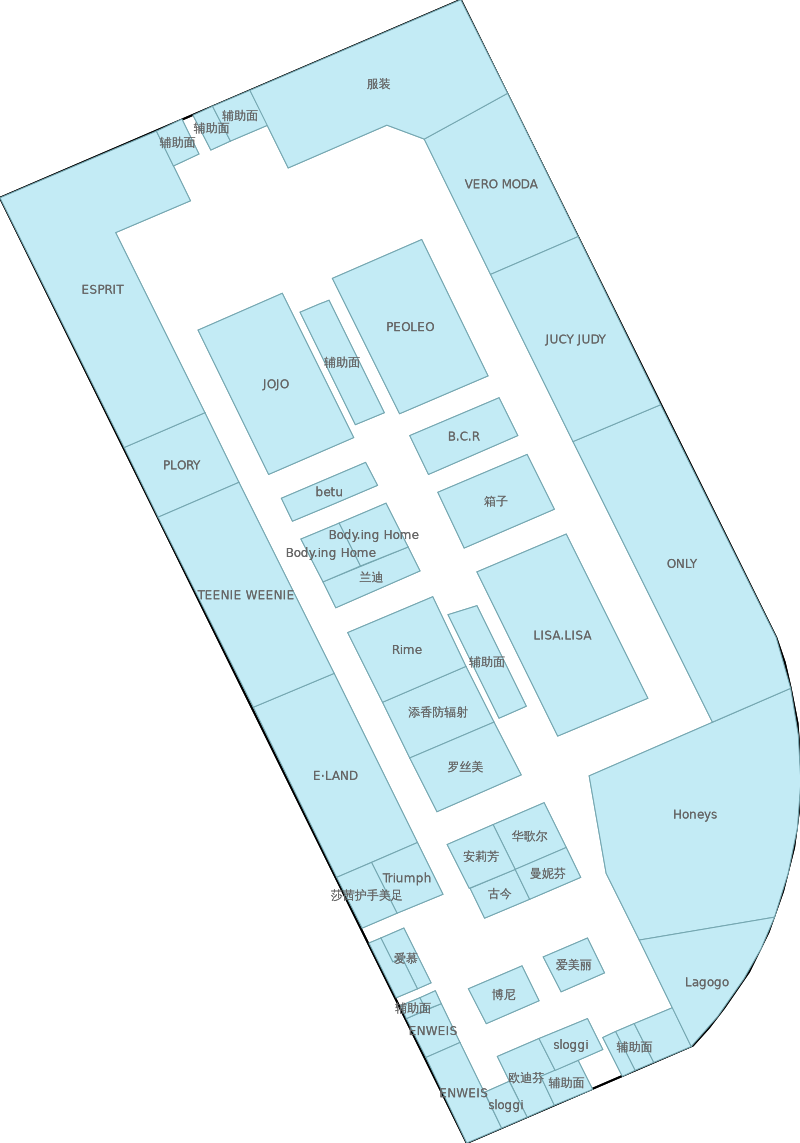 服装
辅助面
辅助面
辅助面
VERO MODA
ESPRIT
PEOLEO
JUCY JUDY
辅助面
JOJO
B.C.R
PLORY
betu
箱子
Body.ing Home
Body.ing Home
ONLY
兰迪
TEENIE WEENIE
LISA.LISA
Rime
辅助面
添香防辐射
罗丝美
E·LAND
Honeys
华歌尔
安莉芳
曼妮芬
Triumph
莎茜护手美足
古今
爱慕
爱美丽
Lagogo
博尼
辅助面
ENWEIS
sloggi
辅助面
欧迪芬
辅助面
ENWEIS
sloggi